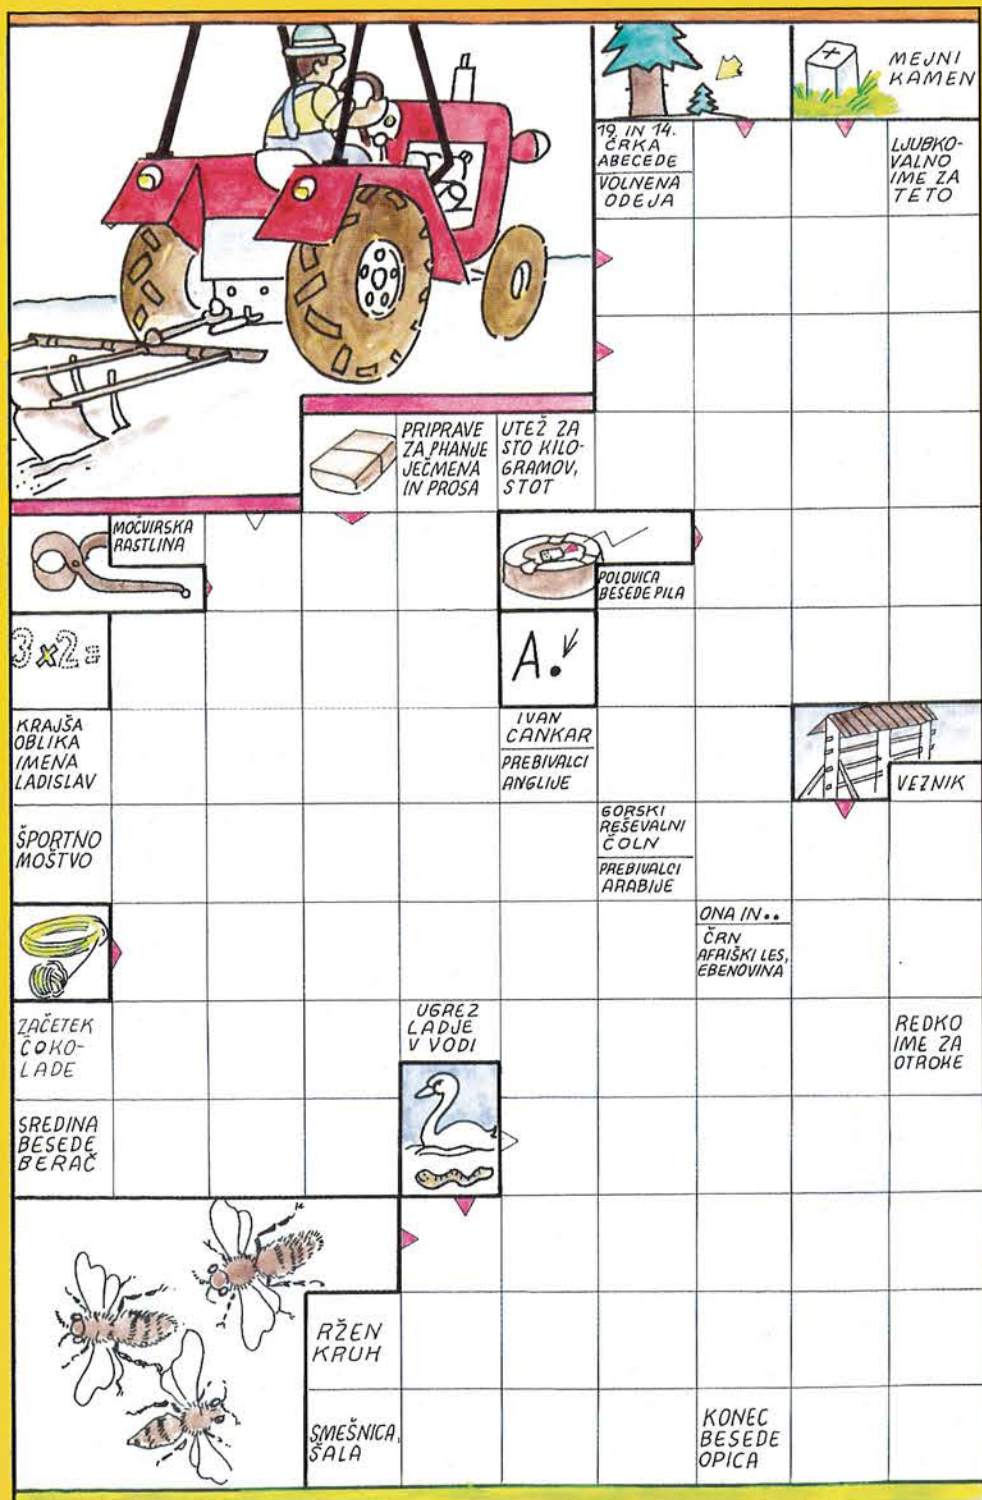 MEJNI
KAMEN
19. IN 14.
ČRKA
ABECEDE
VOLNENA
ODEJA
LJUBKO-
VALNO
IME ZA
TETO
PRIPRAVE
ZA PHANJE
JEČMENA
IN PROSA
UTEŽ ZA
STO KILO-
GRAMOV,
STOT
MOČVIRSKA
RASTLINA
POLOVICA
BESEDE PILA
3 x 2 =
A.
KRAJŠA
OBLIKA
IMENA
LADISLAV
IVAN
CANKAR
PREBIVALCI
ANGLIJE
VEZNIK
ŠPORTNO
MOŠTVO
GORSKI
REŠEVALNI
ČOLN
PREBIVALCI
ARABIJE
ONA IN..
ČRN
AFRIŠKI LES,
EBENOVINA
ZAČETEK
ČOKO-
LADE
UGREZ
LADJE
V VODI
REDKO
IME ZA
OTROKE
SREDINA
BESEDE
BERAČ
RŽEN
KRUH
SMEŠNICA,
ŠALA
KONEC
BESEDE
OPICA